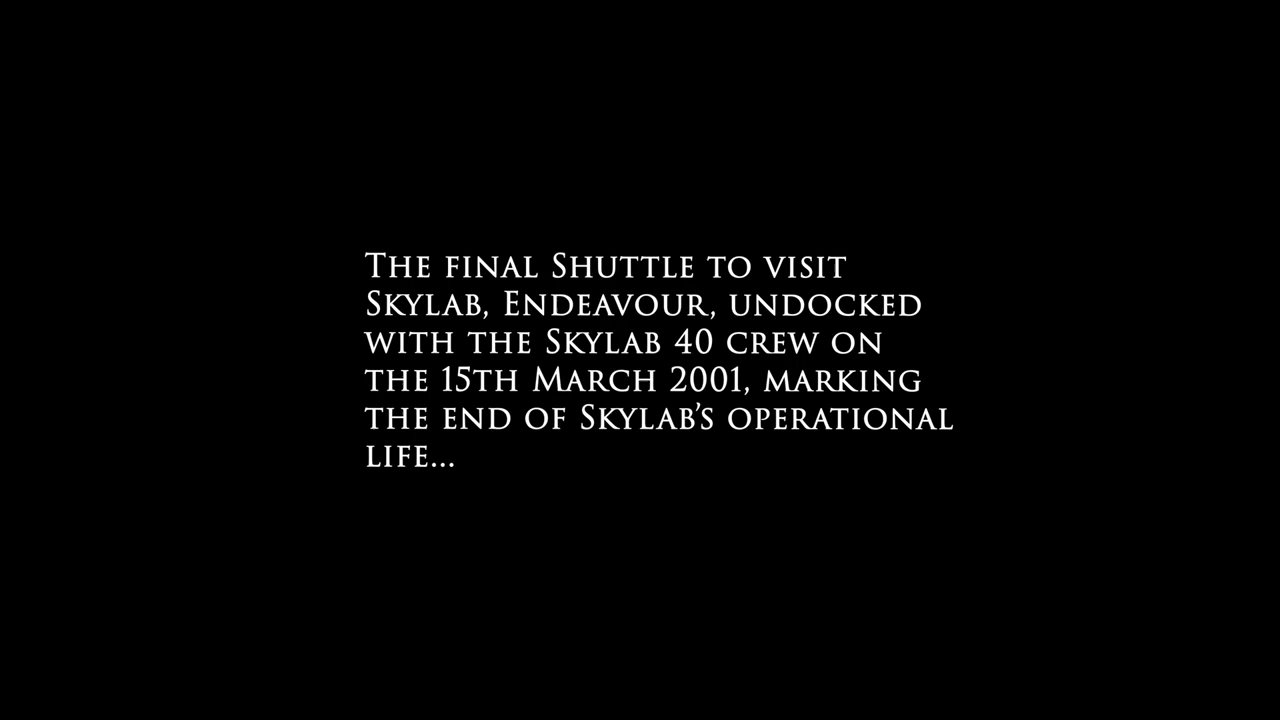 The final Shuttle to visit
Skylab, Endeavour, undocked
with the Skylab 40 crew on
the 15th March 2001, marking
the end of Skylab’s operational
life...